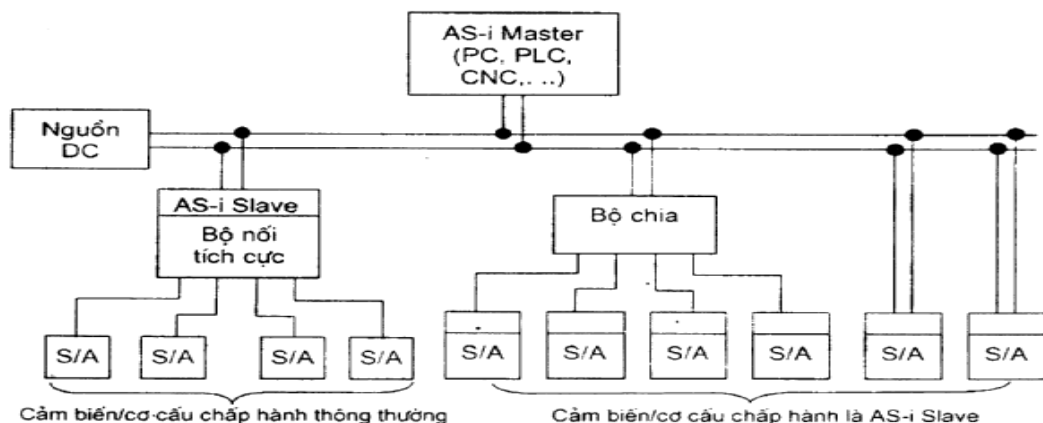 AS-i Master
(PC, PLC,
CNC,. ..)
Nguồn
DC
AS-i Slave
Bộ nối
tích cực
Bộ chia
S/A S/A S/A S/A S/A S/A S/A S/A S/A S/A
Cảm biến/cơ cấu chấp hành thông thường
Cảm biến/cơ cấu chấp hành là AS-i Slave